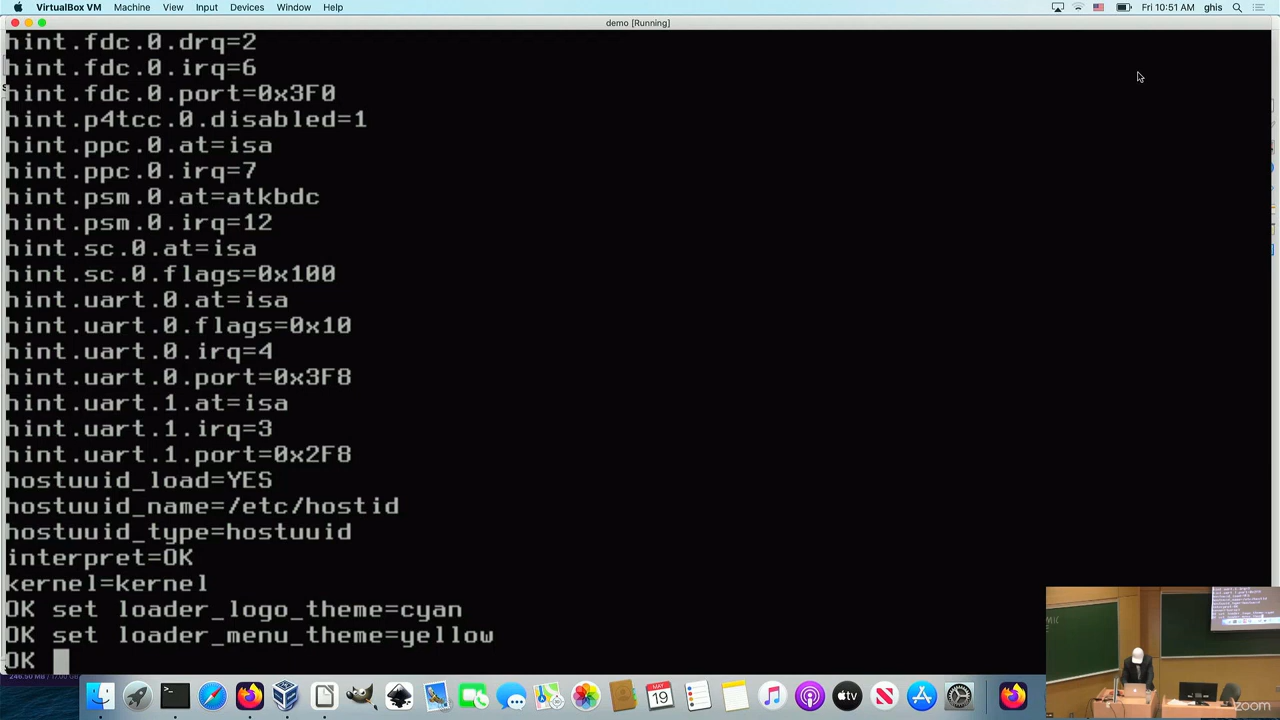 VirtualBox VM File Machine View Input Devices Window Help Fri 10:51 AM ghis
demo [Running]
hint.fdc.0.drq=2
hint.fdc.0.irq=6
hint.fdc.0.port=0x3F0
hint.p4tcc.0.disabled=1
hint.ppc.0.at=isa
hint.ppc.0.irq=7
hint.psm.0.at=atkbdc
hint.psm.0.irq=12
hint.sc.0.at=isa
hint.sc.0.flags=0x100
hint.uart.0.at=isa
hint.uart.0.flags=0x10
hint.uart.0.irq=4
hint.uart.0.port=0x3F8
hint.uart.1.at=isa
hint.uart.1.irq=3
hint.uart.1.port=0x2F8
hostuuid_load=YES
hostuuid_name=/etc/hostid
hostuuid_type=hostuuid
interpret=OK
kernel=kernel
OK set loader_logo_theme=cyan
OK set loader_menu_theme=yellow
OK
MAY
19
tv
zoom